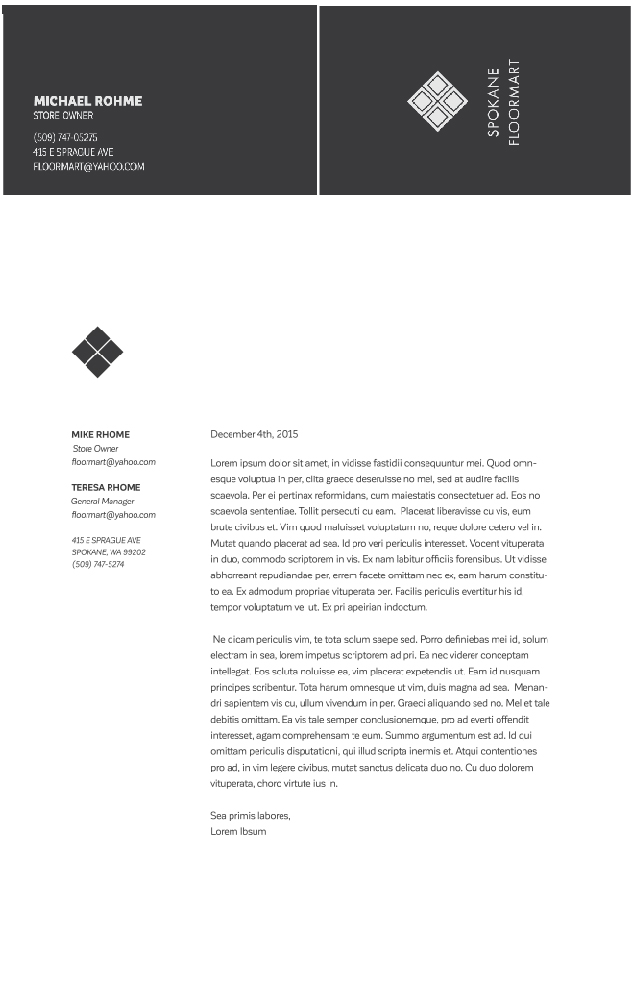 MICHAEL ROHME
STORE OWNER
(509) 747-05275
415 E SPRAGUE AVE
FLOORMART@YAHOO.COM
SPOKANE
FLOORMART
MIKE RHOME
Store Owner
floormart@yahoo.com
TERESA RHOME
General Manager
floormart@yahoo.com
415 E SPRAGUE AVE
SPOKANE, WA 99202
(509) 747-5274
December 4th, 2015
Lorem ipsum dolor sit amet, in vidisse fastidii consequuntur mei. Quod omn-
esque voluptua in per, clita graece deseruisse no mel, sed at audire facilis
scaevola. Per ei pertinax reformidans, cum maiestatis consectetuer ad. Eos no
scaevola sententiae. Tollit persecuti cu eam. Placerat liberavisse cu vis, eum
brute civibus et. Vim quod maluisset voluptatum no, reque dolore cetero vel in.
Mutat quando placerat ad sea. Id pro veri periculis interesset. Vocent vituperata
in duo, commodo scriptorem in vis. Ex nam labitur officiis forensibus. Ut vidisse
abhorreant repudiandae per, errem facete omittam nec ex, eam harum constitu-
to ea. Ex admodum propriae vituperata per. Facilis periculis evertitur his id
tempor voluptatum vel ut. Ex pri apeirian indoctum.
Ne dicam periculis vim, te tota solum saepe sed. Porro definiebas mei id, solum
electram in sea, lorem impetus scriptorem ad pri. Ea nec viderer conceptam
intellegat. Eos soluta noluisse ea, vim placerat expetendis ut. Eam id nusquam
principes scribentur. Tota harum omnesque ut vim, duis magna ad sea. Menan-
dri sapientem vis cu, ullum vivendum in per. Graeci aliquando sed no. Mel et tale
debitis omittam. Ea vis tale semper conclusionemque, pro ad everti offendit
interesset, agam comprehensam te eum. Summo argumentum est ad. Id cui
omittam periculis disputationi, qui illud scripta inermis et. Atqui contentiones
pro ad, in vim legere civibus, mutat sanctus delicata duo no. Cu duo dolorem
vituperata, choro virtute ius in.
Sea primis labores,
Lorem Ibsum